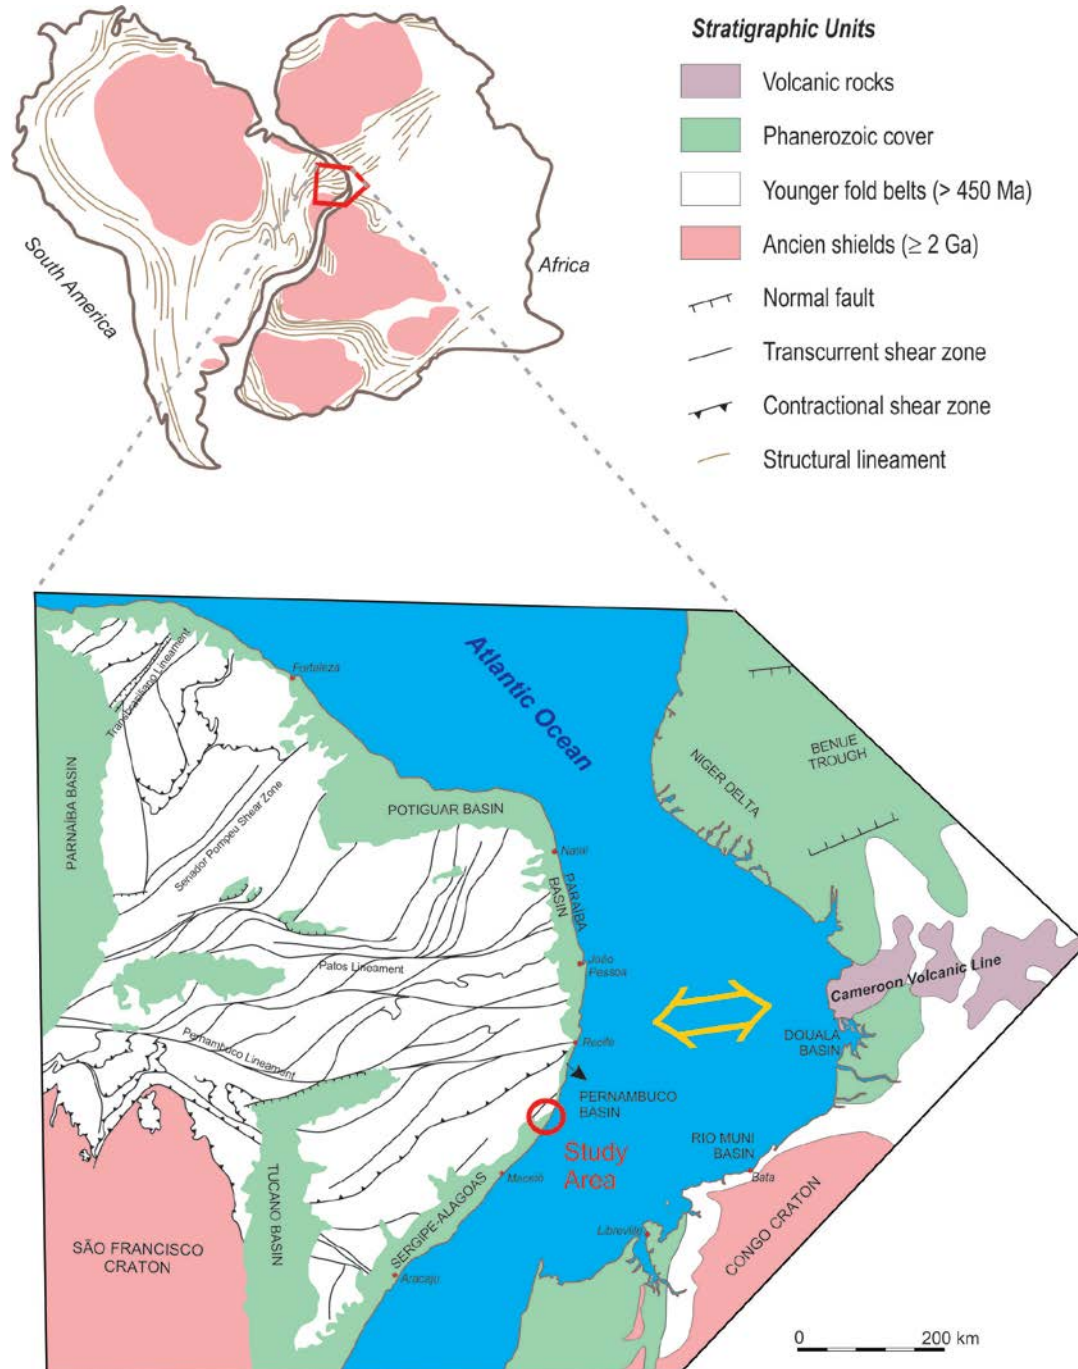 Stratigraphic Units
Volcanic rocks
Phanerozoic cover
Younger fold belts (> 450 Ma)
Ancien shields (≥ 2 Ga)
Normal fault
Transcurrent shear zone
Contractional shear zone
Structural lineament
South America
Africa
Atlantic Ocean
Fortaleza
Transbrasiliano Lineament
PARNAÍBA BASIN
Senador Pompeu Shear Zone
POTIGUAR BASIN
Natal
PARAÍBA
BASIN
João
Pessoa
Patos Lineament
Pernambuco Lineament
Recife
PERNAMBUCO
BASIN
Study
Area
Maceió
SERGIPE-ALAGOAS
Aracaju
TUCANO BASIN
SÃO FRANCISCO
CRATON
NIGER DELTA
BENUE
TROUGH
Cameroon Volcanic Line
DOUALA
BASIN
RIO MUNI
BASIN
Bata
Libreville
CONGO CRATON
0 200 km